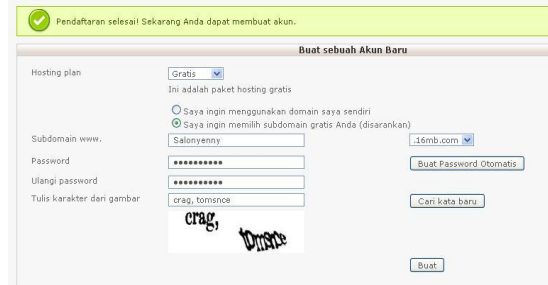 Pendaftaran selesai! Sekarang Anda dapat membuat akun.
Buat sebuah Akun Baru
Hosting plan Gratis
Ini adalah paket hosting gratis
Saya ingin menggunakan domain saya sendiri
Saya ingin memilih subdomain gratis Anda (disarankan)
Subdomain www. Salonyenny .16mb.com
Password •••••••••• Buat Password Otomatis
Ulangi password ••••••••••
Tulis karakter dari gambar crag, tomsnce Cari kata baru
crag,
Buat